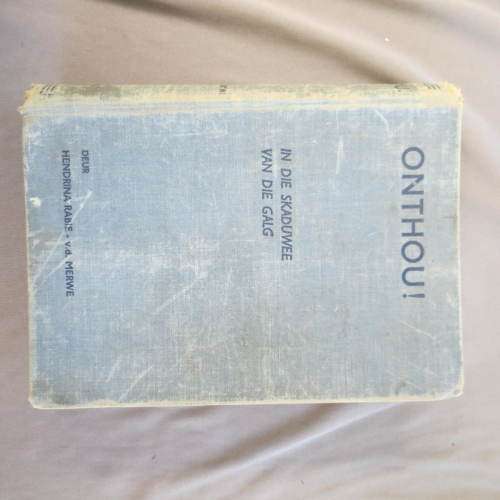 ONTHOU!
IN DIE SKADUWEE
VAN DIE GALG
DEUR
HENDRINA RABIE - v.d. MERWE